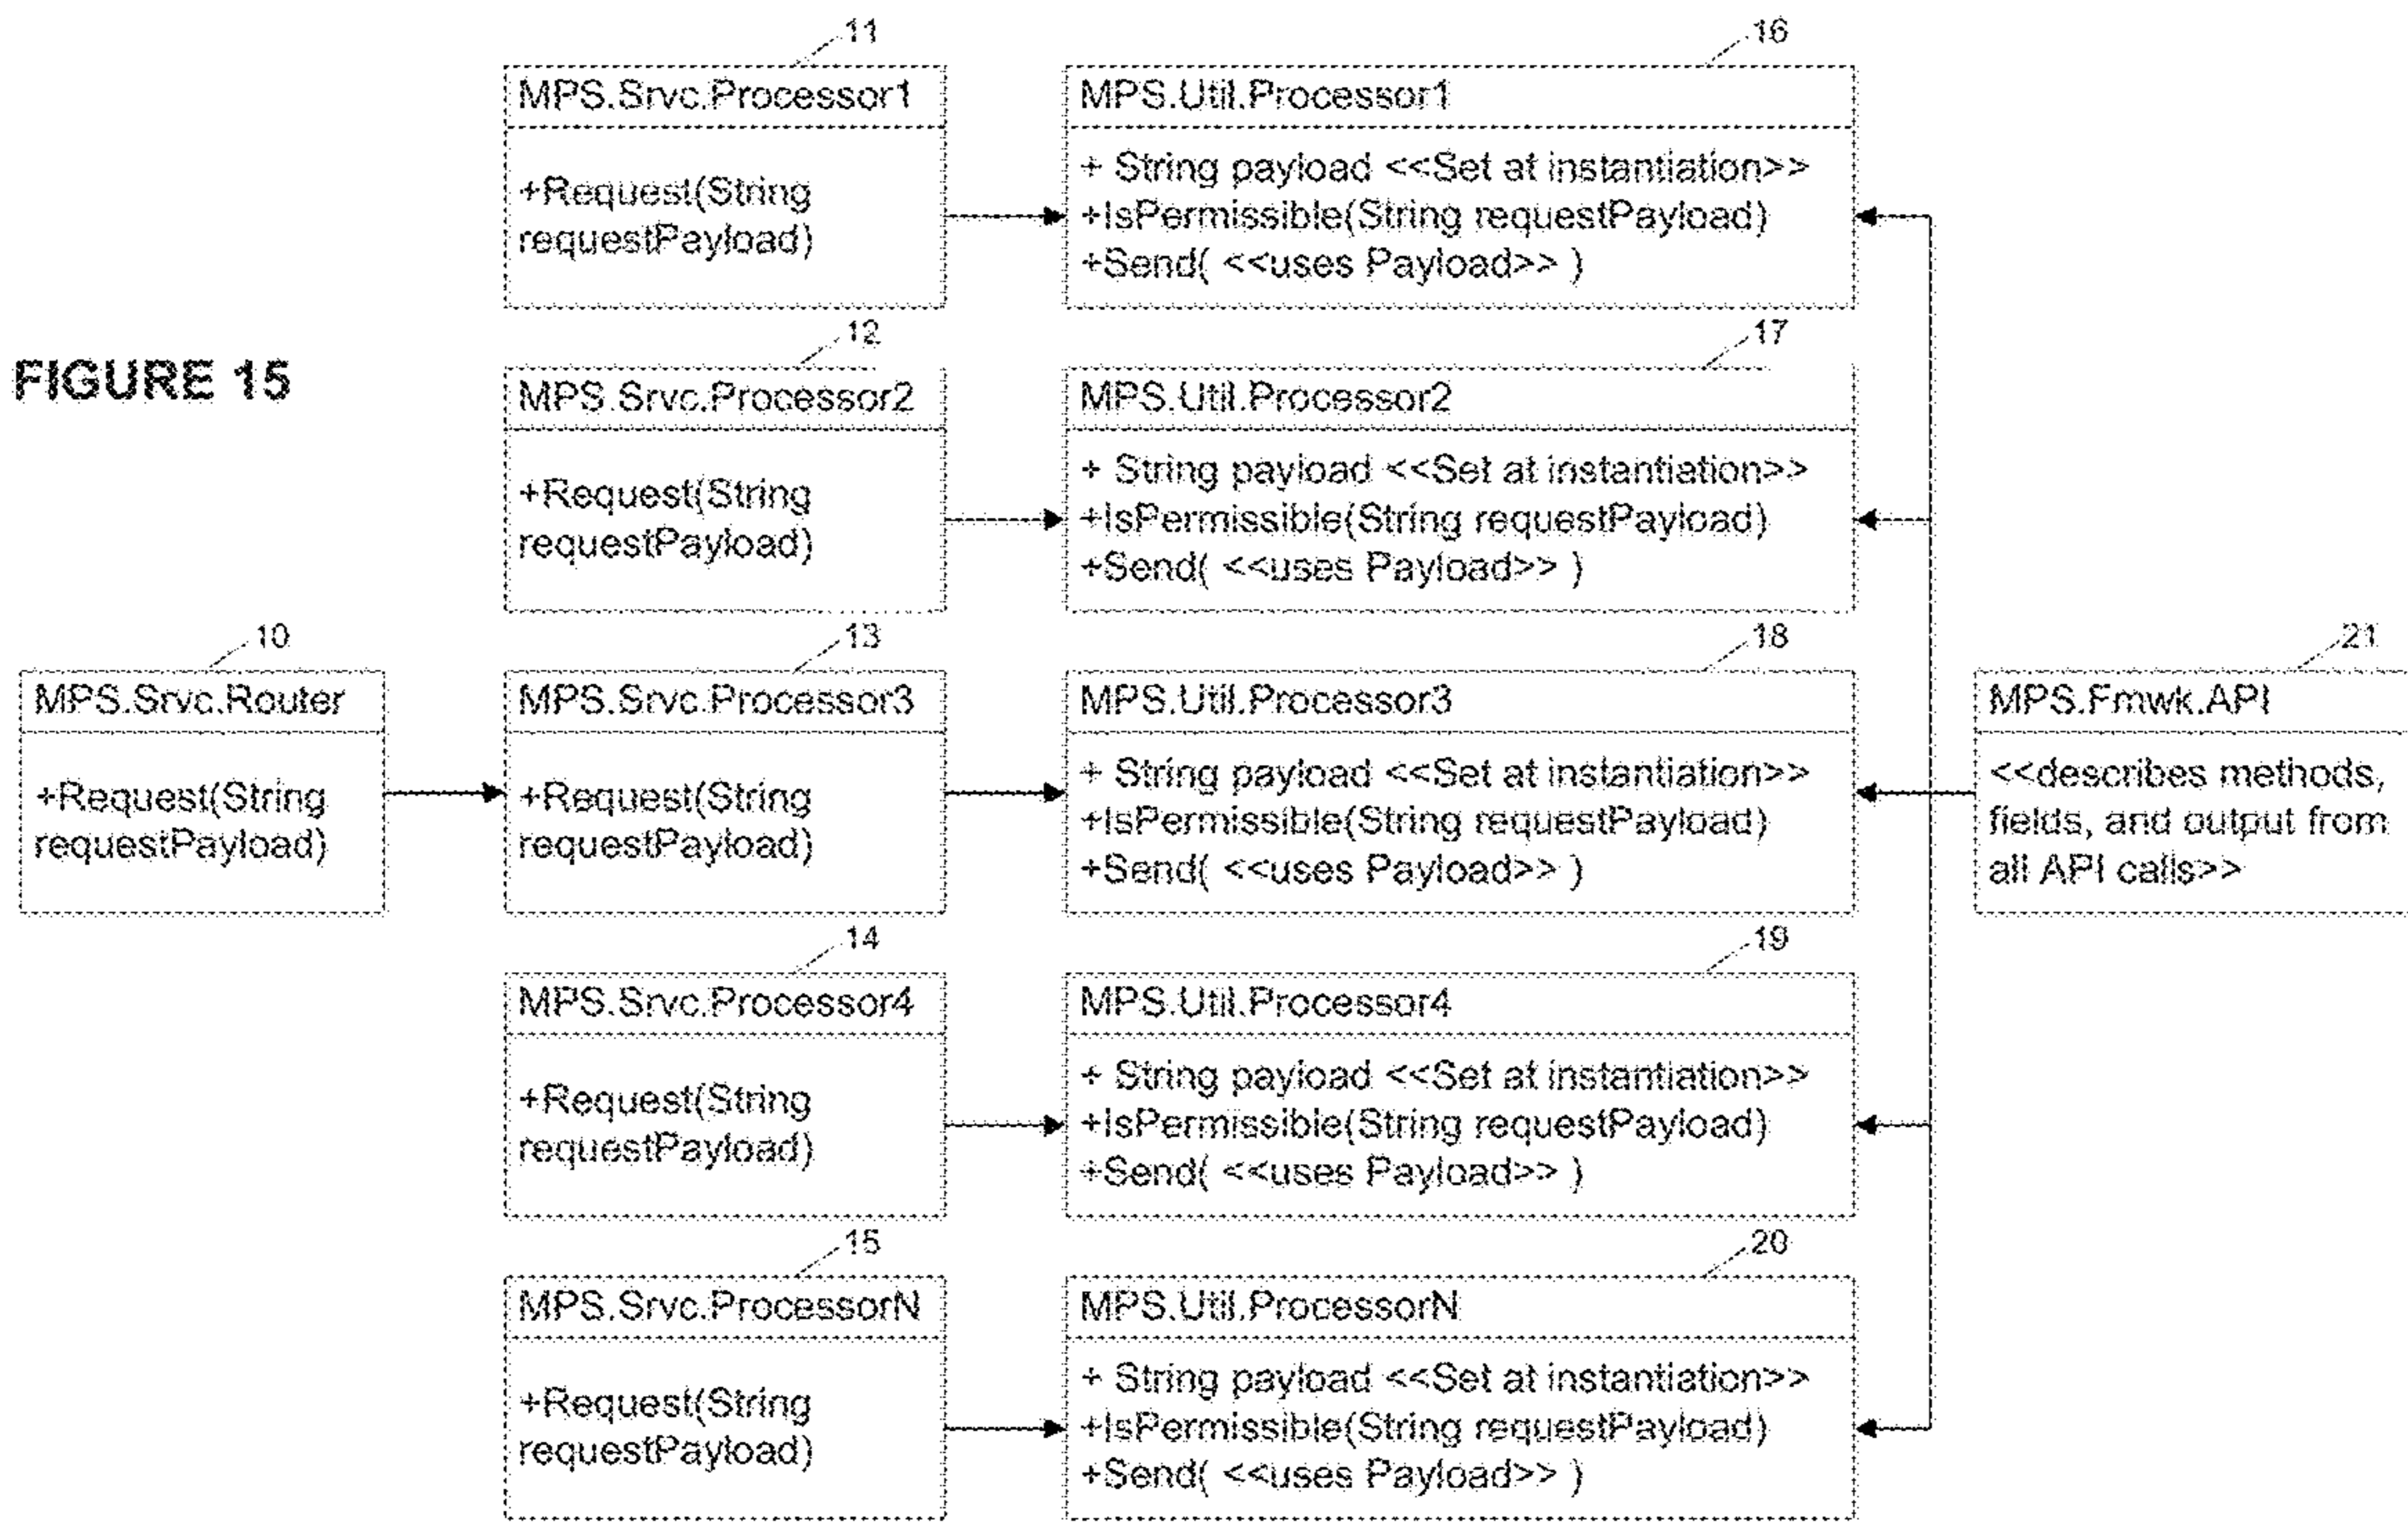 FIGURE 15
11
MPS.Srvc.Processor1
+Request(String
requestPayload)
16
MPS.Util.Processor1
+ String payload <<Set at instantiation>>
+IsPermissible(String requestPayload)
+Send( <<uses Payload>> )
12
MPS.Srvc.Processor2
+Request(String
requestPayload)
17
MPS.Util.Processor2
+ String payload <<Set at instantiation>>
+IsPermissible(String requestPayload)
+Send( <<uses Payload>> )
10
MPS.Srvc.Router
+Request(String
requestPayload)
13
MPS.Srvc.Processor3
+Request(String
requestPayload)
18
MPS.Util.Processor3
+ String payload <<Set at instantiation>>
+IsPermissible(String requestPayload)
+Send( <<uses Payload>> )
21
MPS.Fmwk.API
<<describes methods,
fields, and output from
all API calls>>
14
MPS.Srvc.Processor4
+Request(String
requestPayload)
19
MPS.Util.Processor4
+ String payload <<Set at instantiation>>
+IsPermissible(String requestPayload)
+Send( <<uses Payload>> )
15
MPS.Srvc.ProcessorN
+Request(String
requestPayload)
20
MPS.Util.ProcessorN
+ String payload <<Set at instantiation>>
+IsPermissible(String requestPayload)
+Send( <<uses Payload>> )